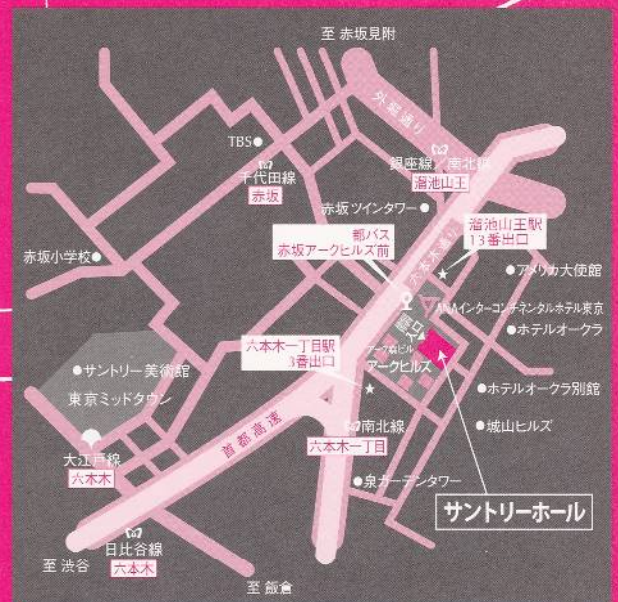 至 赤坂見附
外堀通り
TBS
千代田線
赤坂
銀座線／南北線
溜池山王
赤坂ツインタワー
溜池山王駅
13番出口
都バス
赤坂アークヒルズ前
六本木通り
赤坂小学校
アメリカ大使館
ANAインターコンチネンタルホテル東京
ホテルオークラ
入口
アーク森ビル
アークヒルズ
六本木一丁目駅
3番出口
サントリー美術館
東京ミッドタウン
ホテルオークラ別館
城山ヒルズ
首都高速
南北線
六本木一丁目
大江戸線
六本木
泉ガーデンタワー
サントリーホール
日比谷線
六本木
至 渋谷
至 飯倉